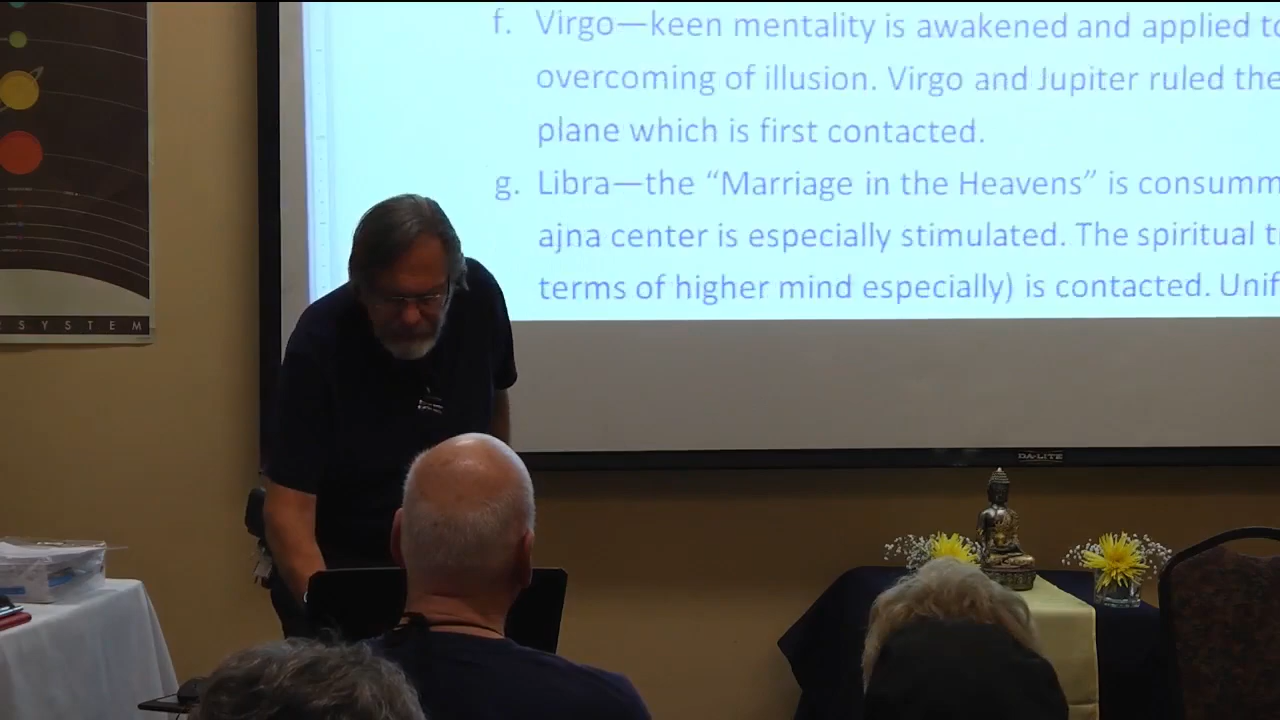 f. Virgo—keen mentality is awakened and applied to
overcoming of illusion. Virgo and Jupiter ruled the
plane which is first contacted.
g. Libra—the “Marriage in the Heavens” is consumm
ajna center is especially stimulated. The spiritual t
terms of higher mind especially) is contacted. Unif
SYSTEM
DA-LITE